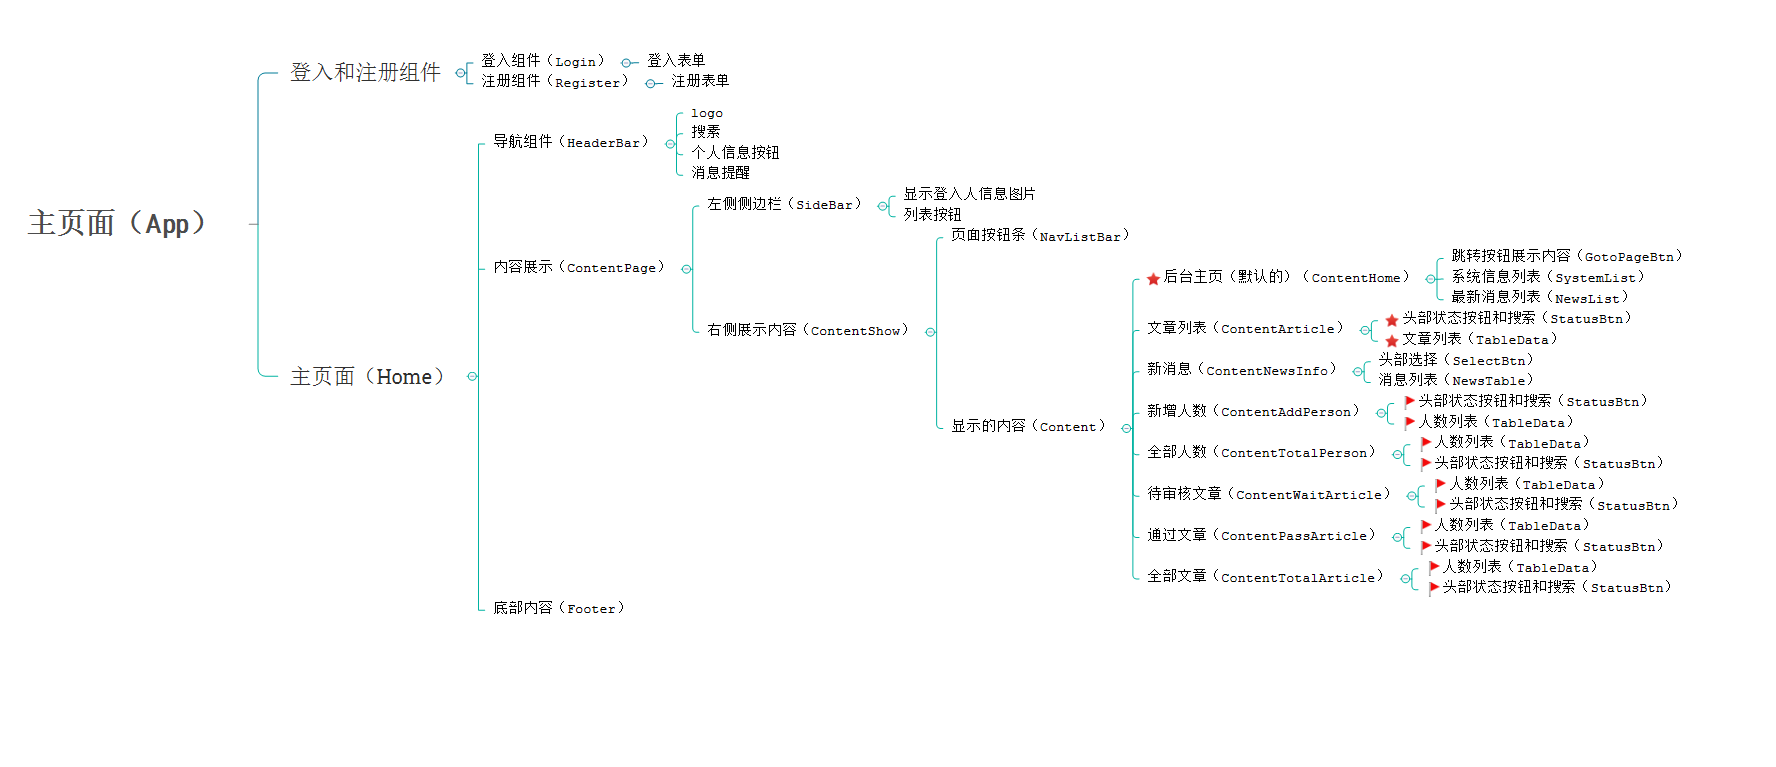 主页面（App）
登入和注册组件
登入组件（Login）
登入表单
注册组件（Register）
注册表单
主页面（Home）
导航组件（HeaderBar）
logo
搜素
个人信息按钮
消息提醒
内容展示（ContentPage）
左侧侧边栏（SideBar）
显示登入人信息图片
列表按钮
右侧展示内容（ContentShow）
页面按钮条（NavListBar）
显示的内容（Content）
后台主页（默认的）（ContentHome）
跳转按钮展示内容（GotoPageBtn）
系统信息列表（SystemList）
最新消息列表（NewsList）
文章列表（ContentArticle）
头部状态按钮和搜索（StatusBtn）
文章列表（TableData）
新消息（ContentNewsInfo）
头部选择（SelectBtn）
消息列表（NewsTable）
新增人数（ContentAddPerson）
头部状态按钮和搜索（StatusBtn）
人数列表（TableData）
全部人数（ContentTotalPerson）
人数列表（TableData）
头部状态按钮和搜索（StatusBtn）
待审核文章（ContentWaitArticle）
人数列表（TableData）
头部状态按钮和搜索（StatusBtn）
通过文章（ContentPassArticle）
人数列表（TableData）
头部状态按钮和搜索（StatusBtn）
全部文章（ContentTotalArticle）
人数列表（TableData）
头部状态按钮和搜索（StatusBtn）
底部内容（Footer）